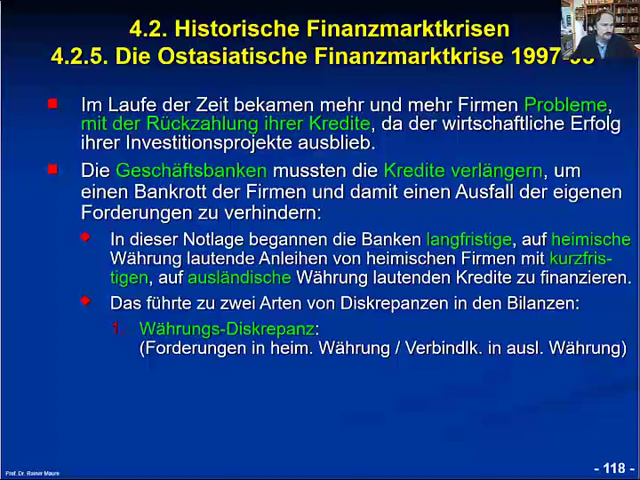 4.2. Historische Finanzmarktkrisen
4.2.5. Die Ostasiatische Finanzmarktkrise 1997-98
Im Laufe der Zeit bekamen mehr und mehr Firmen Probleme,
mit der Rückzahlung ihrer Kredite, da der wirtschaftliche Erfolg
ihrer Investitionsprojekte ausblieb.
Die Geschäftsbanken mussten die Kredite verlängern, um
einen Bankrott der Firmen und damit einen Ausfall der eigenen
Forderungen zu verhindern:
In dieser Notlage begannen die Banken langfristige, auf heimische
Währung lautende Anleihen von heimischen Firmen mit kurzfris-
tigen, auf ausländische Währung lautenden Kredite zu finanzieren.
Das führte zu zwei Arten von Diskrepanzen in den Bilanzen:
1. Währungs-Diskrepanz:
(Forderungen in heim. Währung / Verbindlk. in ausl. Währung)
Prof. Dr. Rainer Maurer
- 118 -